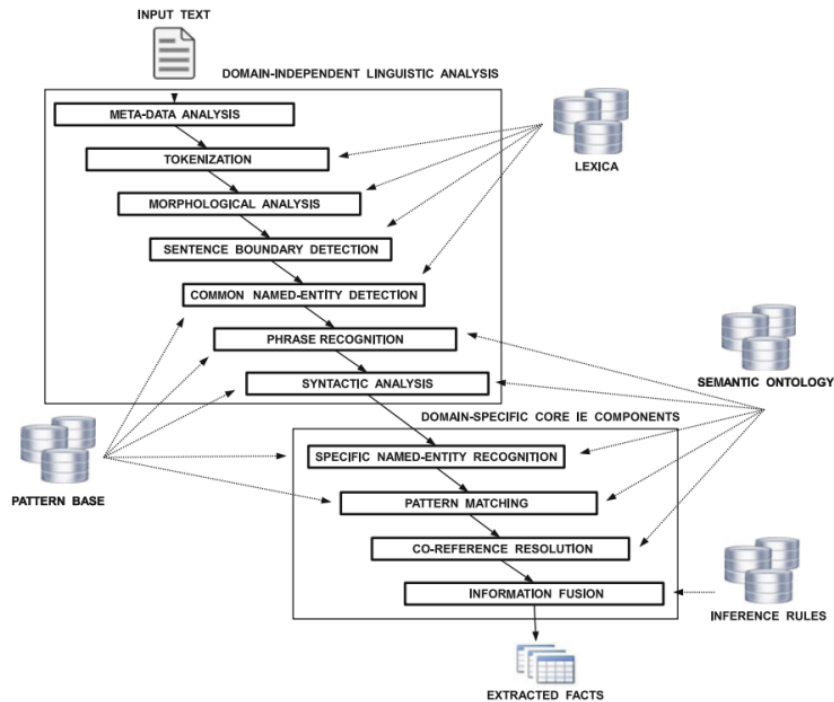 INPUT TEXT
DOMAIN-INDEPENDENT LINGUISTIC ANALYSIS
META-DATA ANALYSIS
TOKENIZATION
LEXICA
MORPHOLOGICAL ANALYSIS
SENTENCE BOUNDARY DETECTION
COMMON NAMED-ENTITY DETECTION
PHRASE RECOGNITION
SYNTACTIC ANALYSIS
SEMANTIC ONTOLOGY
DOMAIN-SPECIFIC CORE IE COMPONENTS
SPECIFIC NAMED-ENTITY RECOGNITION
PATTERN BASE
PATTERN MATCHING
CO-REFERENCE RESOLUTION
INFORMATION FUSION
INFERENCE RULES
EXTRACTED FACTS